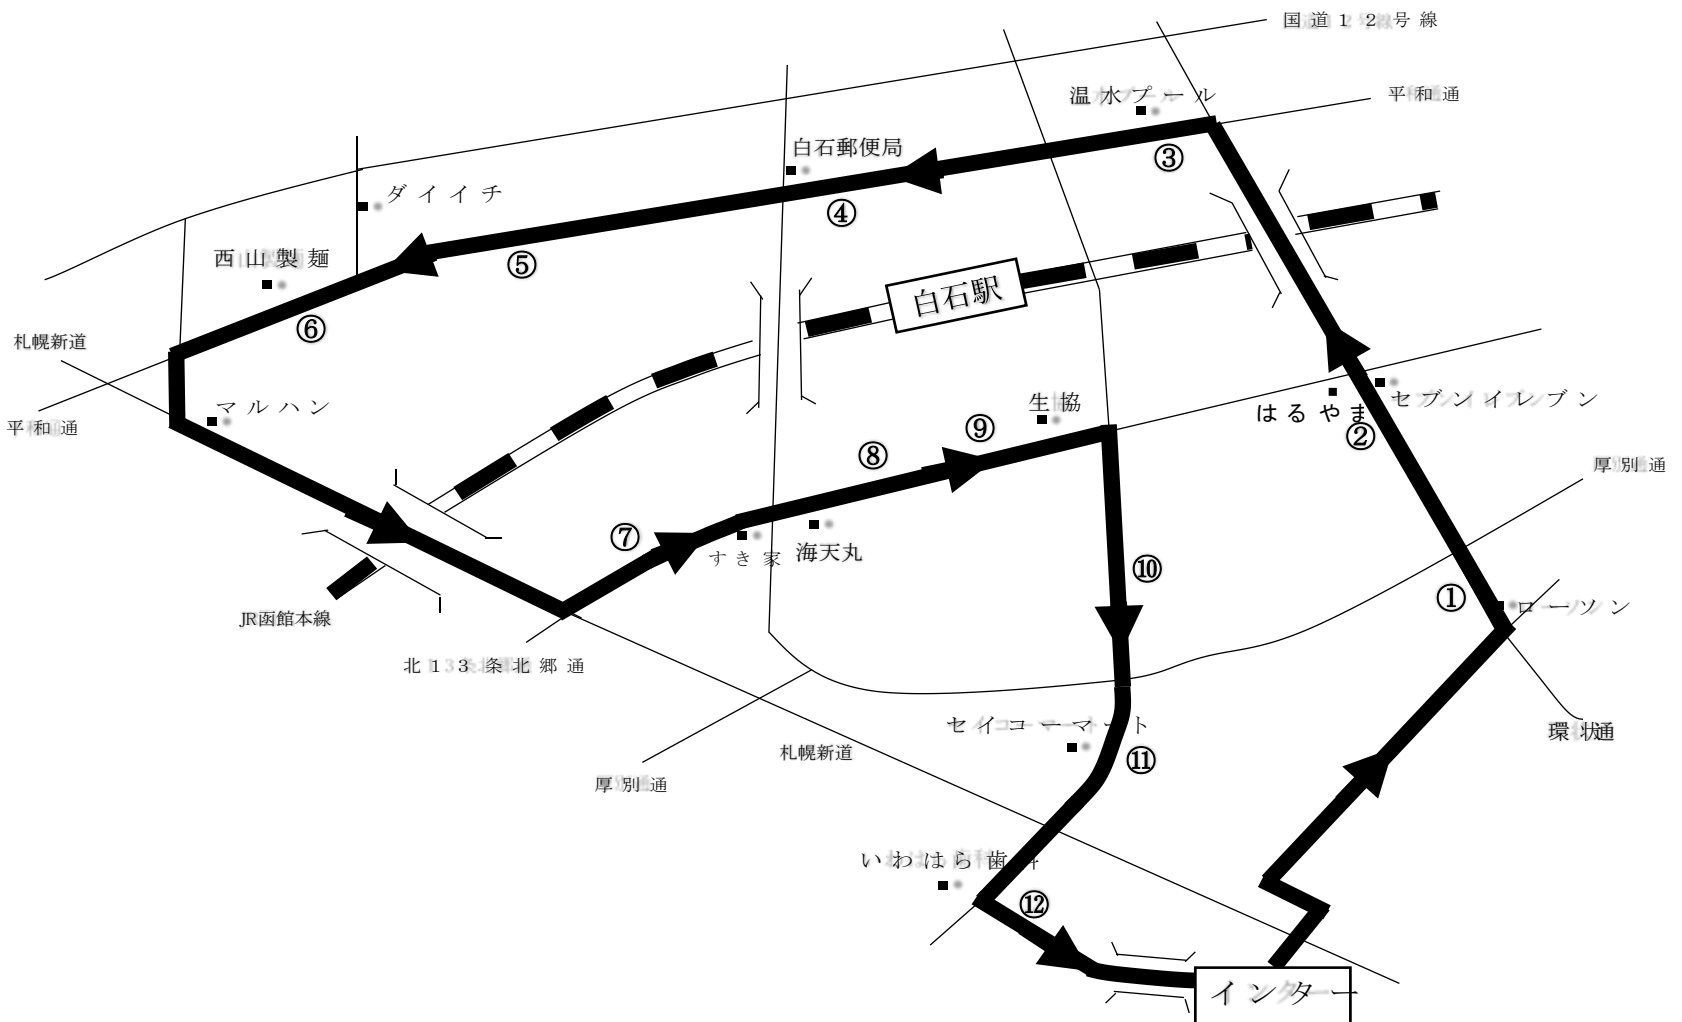 国道１２号線
温水プール
平和通
③
白石郵便局
ダイイチ
④
西山製麺
⑤
白石駅
⑥
札幌新道
マルハン
生協
セブンイレブン
はるやま
平和通
⑨
②
⑧
厚別通
⑦
すき家
海天丸
⑩
①
ローソン
JR函館本線
北１３条北郷通
セイコーマート
環状通
札幌新道
⑪
厚別通
いわはら歯科
⑫
インター